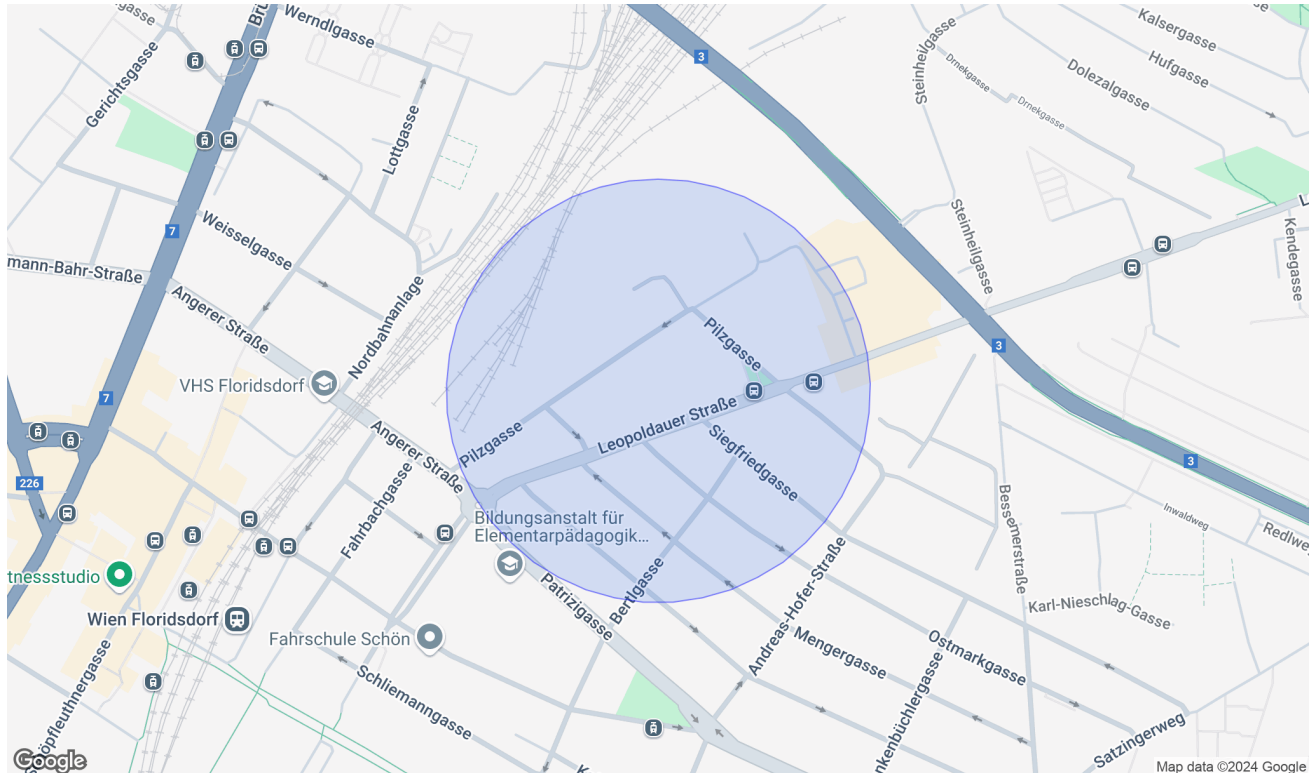 Brü
Werndlgasse
Gerichtsgasse
Lottgasse
3
Steinheilgasse
Kalsergasse
Hufgasse
Dolezalgasse
Drnekgasse
Drnekgasse
Weisselgasse
7
mann-Bahr-Straße
Angerer Straße
Nordbahnanlage
Steinheilgasse
L
Kendegasse
Pilzgasse
3
VHS Floridsdorf
7
Angerer Straße
Leopoldauer Straße
Pilzgasse
Siegfriedgasse
226
3
Fahrbachgasse
Bildungsanstalt für
Elementarpädagogik...
Bessemerstraße
Inwaldweg
Redlwe
tnessstudio
Bertlgasse
Patrizigasse
Andreas-Hofer-Straße
Wien Floridsdorf
Fahrschule Schön
Karl-Nieschlag-Gasse
Mengergasse
Ostmarkgasse
Schliemanngasse
höpfleuthnergasse
nkenbüchlergasse
Satzingerweg
K
Google
Map data ©2024 Google